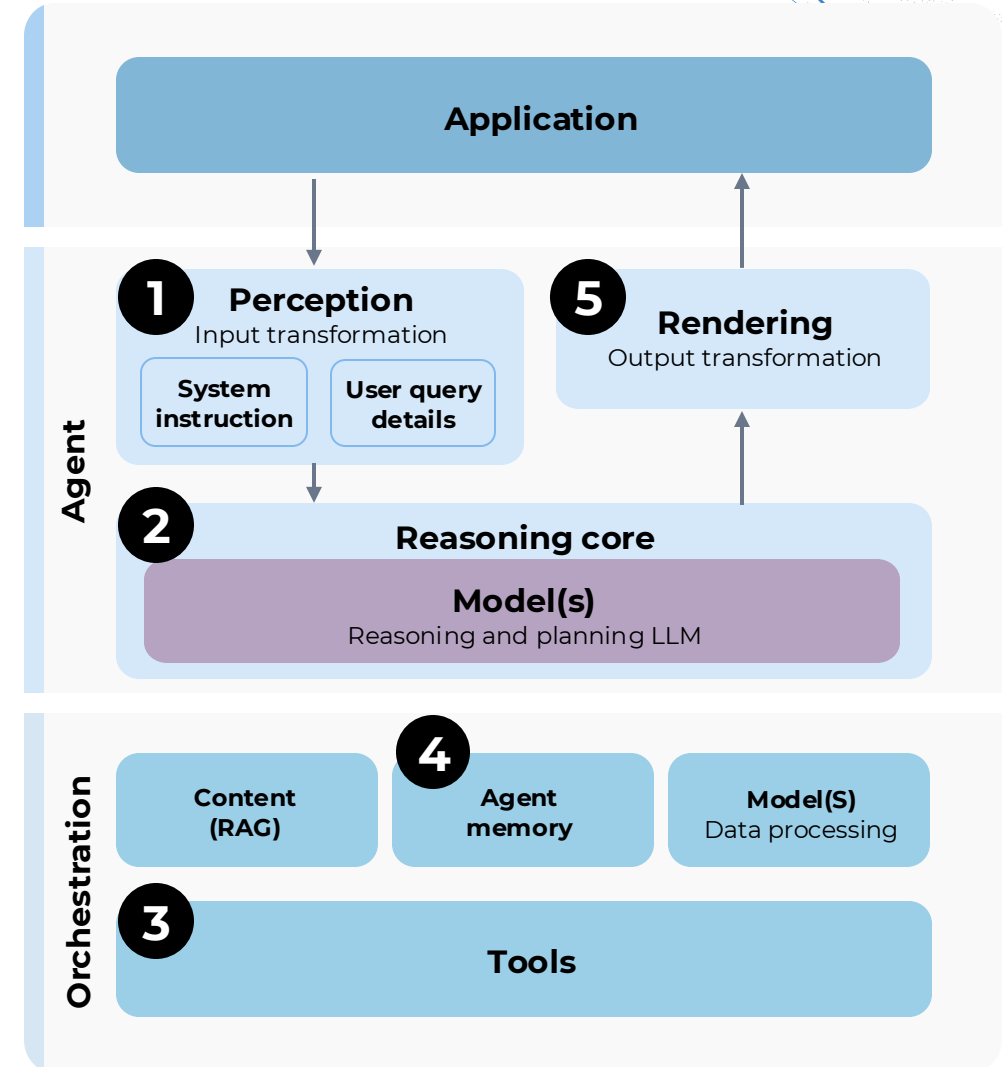 Application
1
Perception
Input transformation
System
instruction
User query
details
5
Rendering
Output transformation
Agent
2
Reasoning core
Model(s)
Reasoning and planning LLM
Orchestration
Content
(RAG)
4
Agent
memory
Model(S)
Data processing
3
Tools